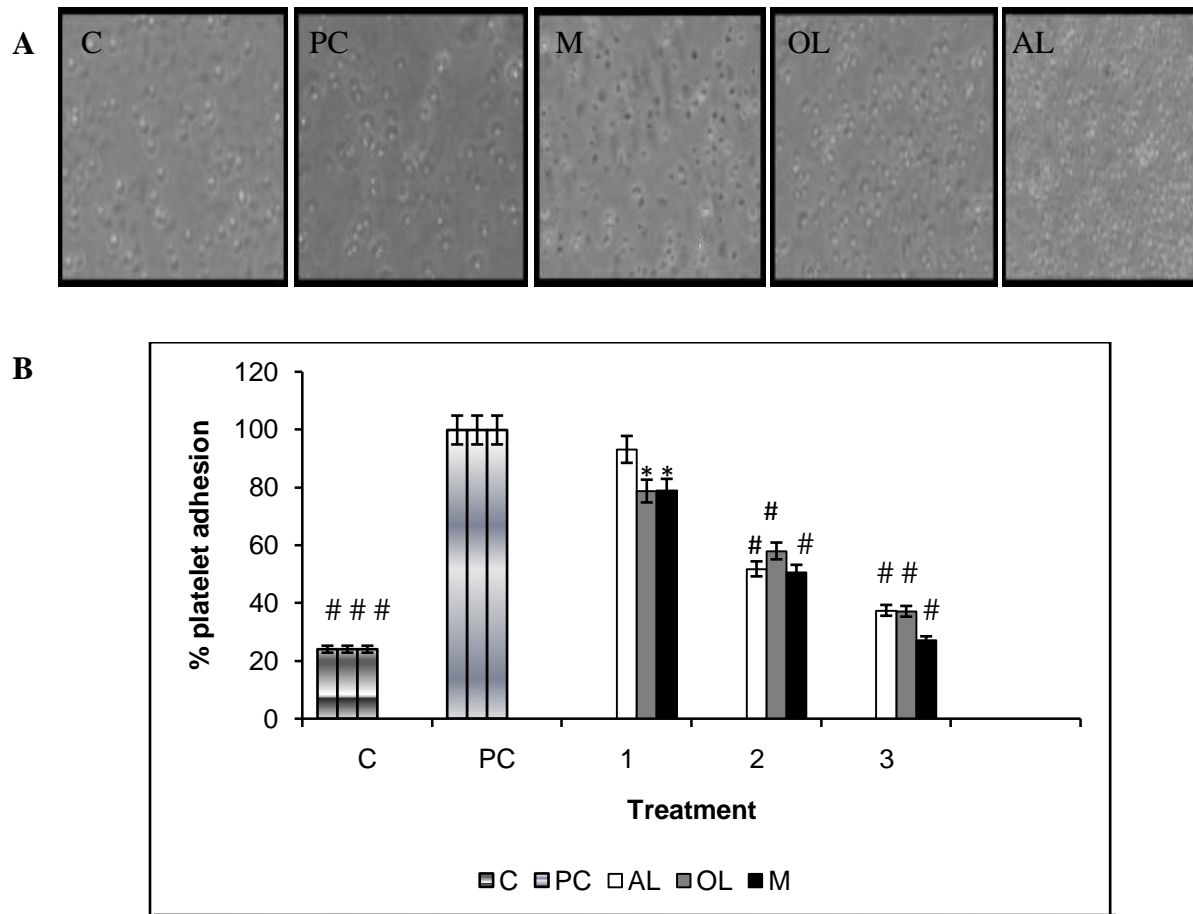 A C PC M OL AL
B
120
100
80
60
40
20
0
% platelet adhesion
* *
#
# #
# # #
# # #
C PC 1 2 3
Treatment
C PC AL OL M